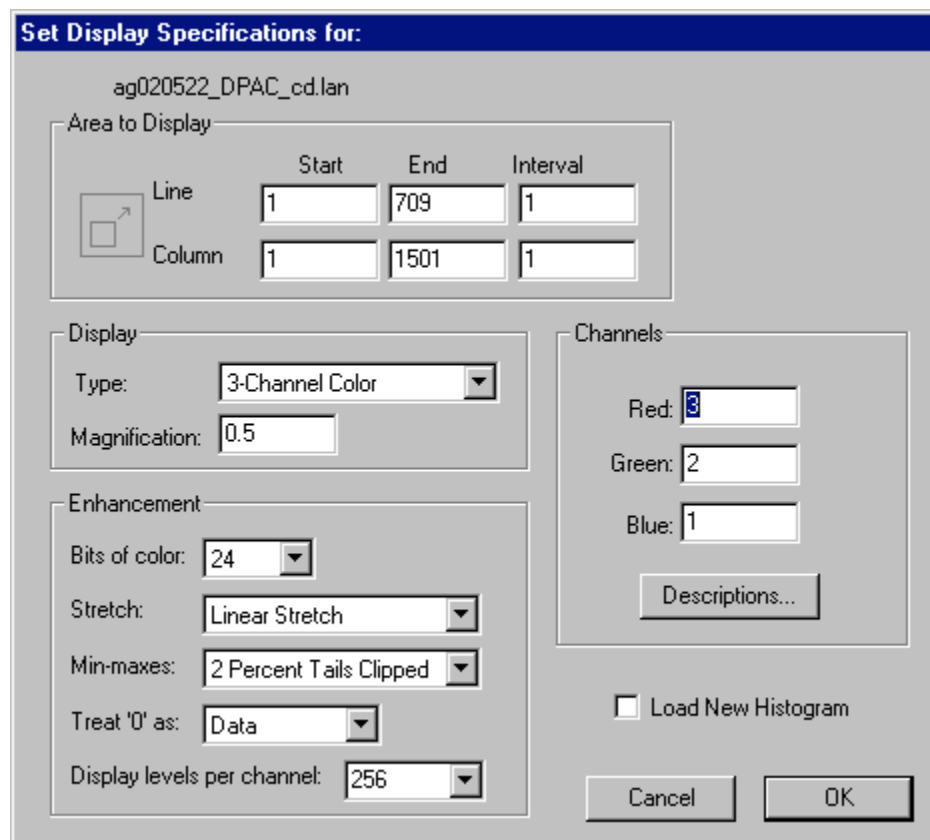 Set Display Specifications for:
ag020522_DPAC_cd.lan
Area to Display
Start End Interval
Line 1 709 1
Column 1 1501 1
Display
Type: 3-Channel Color
Magnification: 0.5
Channels
Red: 3
Green: 2
Blue: 1
Descriptions...
Enhancement
Bits of color: 24
Stretch: Linear Stretch
Min-maxes: 2 Percent Tails Clipped
Treat '0' as: Data
Display levels per channel: 256
Load New Histogram
Cancel OK